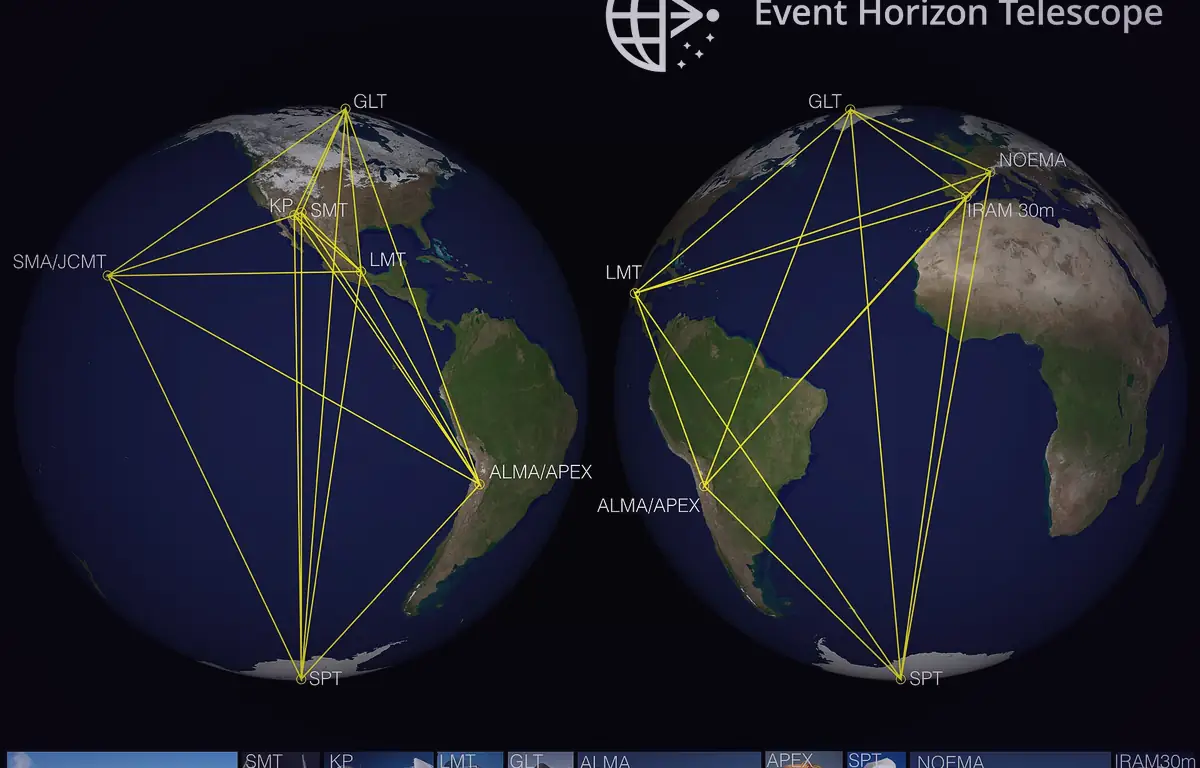 Event Horizon Telescope
GLT
GLT
NOEMA
KP
SMT
IRAM 30m
SMA/JCMT
LMT
LMT
ALMA/APEX
ALMA/APEX
SPT
SPT
SMT
KP
LMT
GLT
ALMA
APEX
SPT
NOEMA
IRAM30m